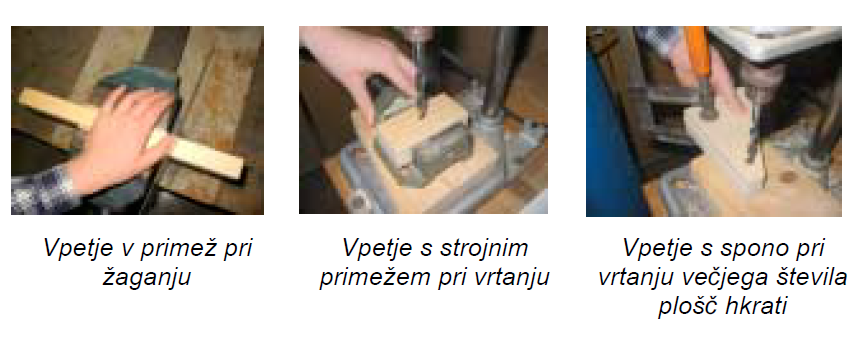 Vpetje v primež pri
žaganju
Vpetje s strojnim
primežem pri vrtanju
Vpetje s spono pri
vrtanju večjega števila
plošč hkrati